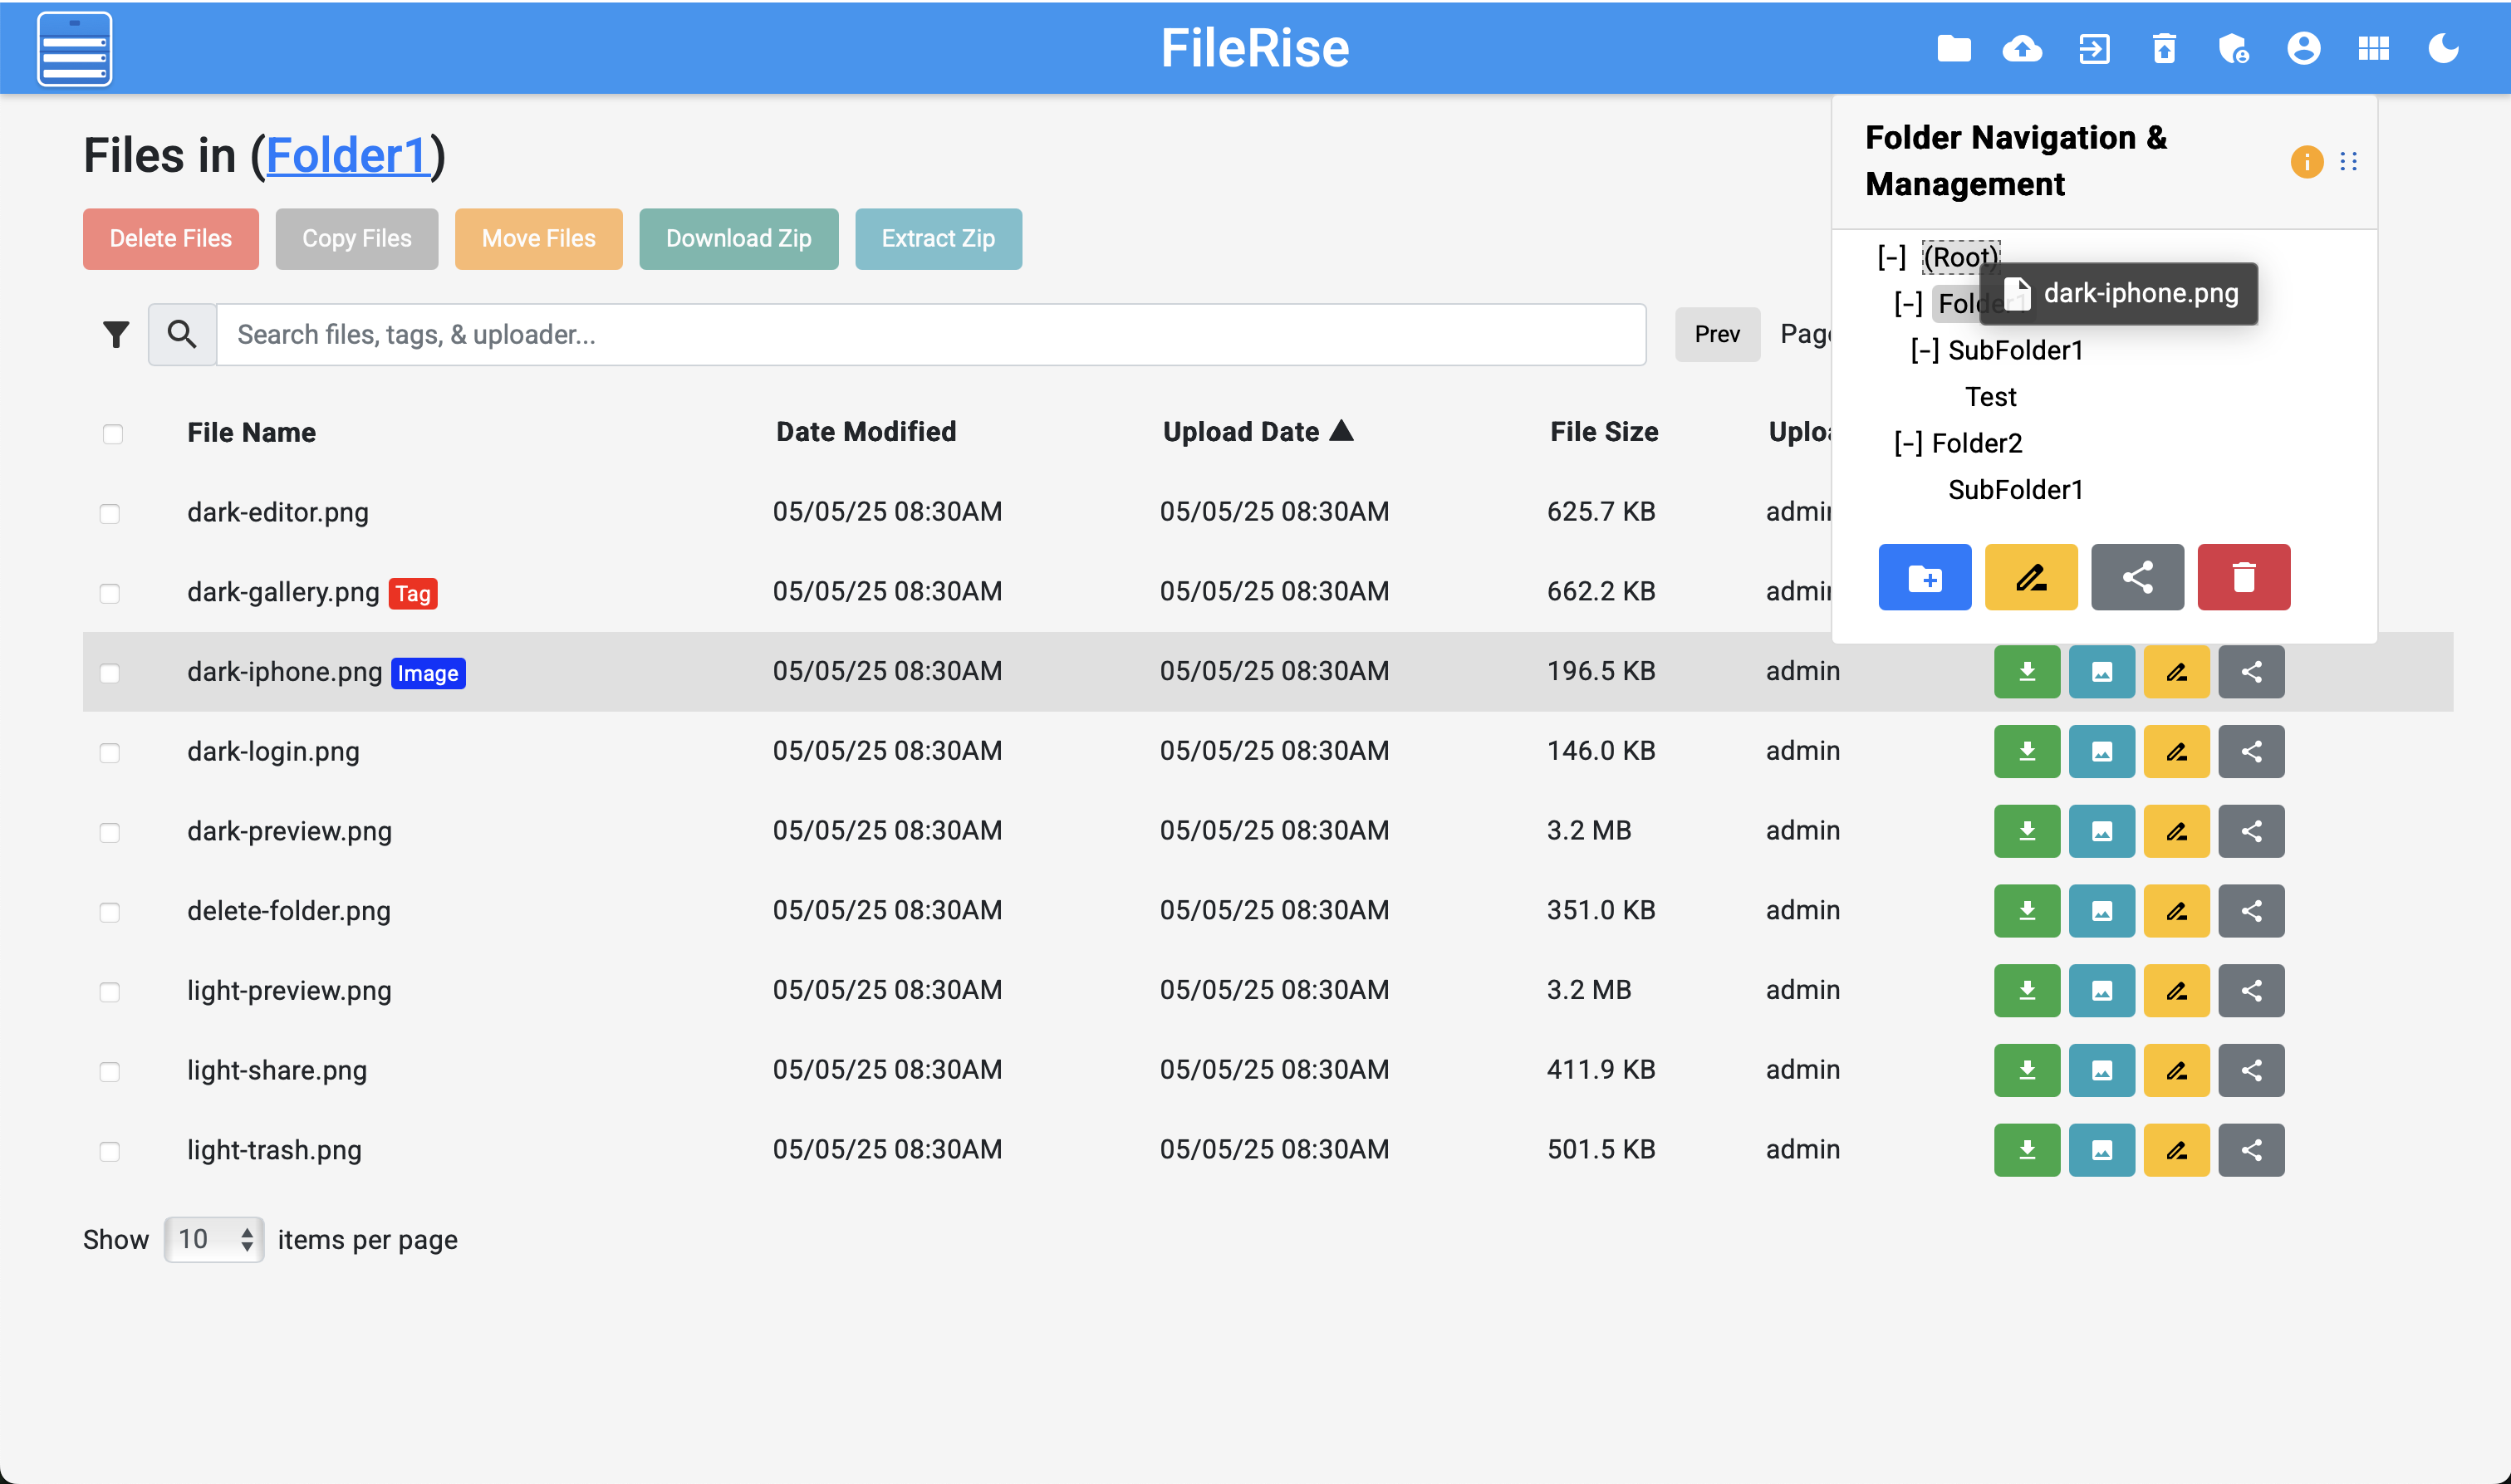 FileRise
Files in (Folder1)
Delete Files Copy Files Move Files Download Zip Extract Zip
Search files, tags, & uploader...
Prev
Folder Navigation &
Management
[-] (Root)
[-] Folder1
dark-iphone.png
[-] SubFolder1
Test
[-] Folder2
SubFolder1
File Name Date Modified Upload Date ▲ File Size
dark-editor.png 05/05/25 08:30AM 05/05/25 08:30AM 625.7 KB admin
dark-gallery.png Tag 05/05/25 08:30AM 05/05/25 08:30AM 662.2 KB admin
dark-iphone.png Image 05/05/25 08:30AM 05/05/25 08:30AM 196.5 KB admin
dark-login.png 05/05/25 08:30AM 05/05/25 08:30AM 146.0 KB admin
dark-preview.png 05/05/25 08:30AM 05/05/25 08:30AM 3.2 MB admin
delete-folder.png 05/05/25 08:30AM 05/05/25 08:30AM 351.0 KB admin
light-preview.png 05/05/25 08:30AM 05/05/25 08:30AM 3.2 MB admin
light-share.png 05/05/25 08:30AM 05/05/25 08:30AM 411.9 KB admin
light-trash.png 05/05/25 08:30AM 05/05/25 08:30AM 501.5 KB admin
Show 10 items per page